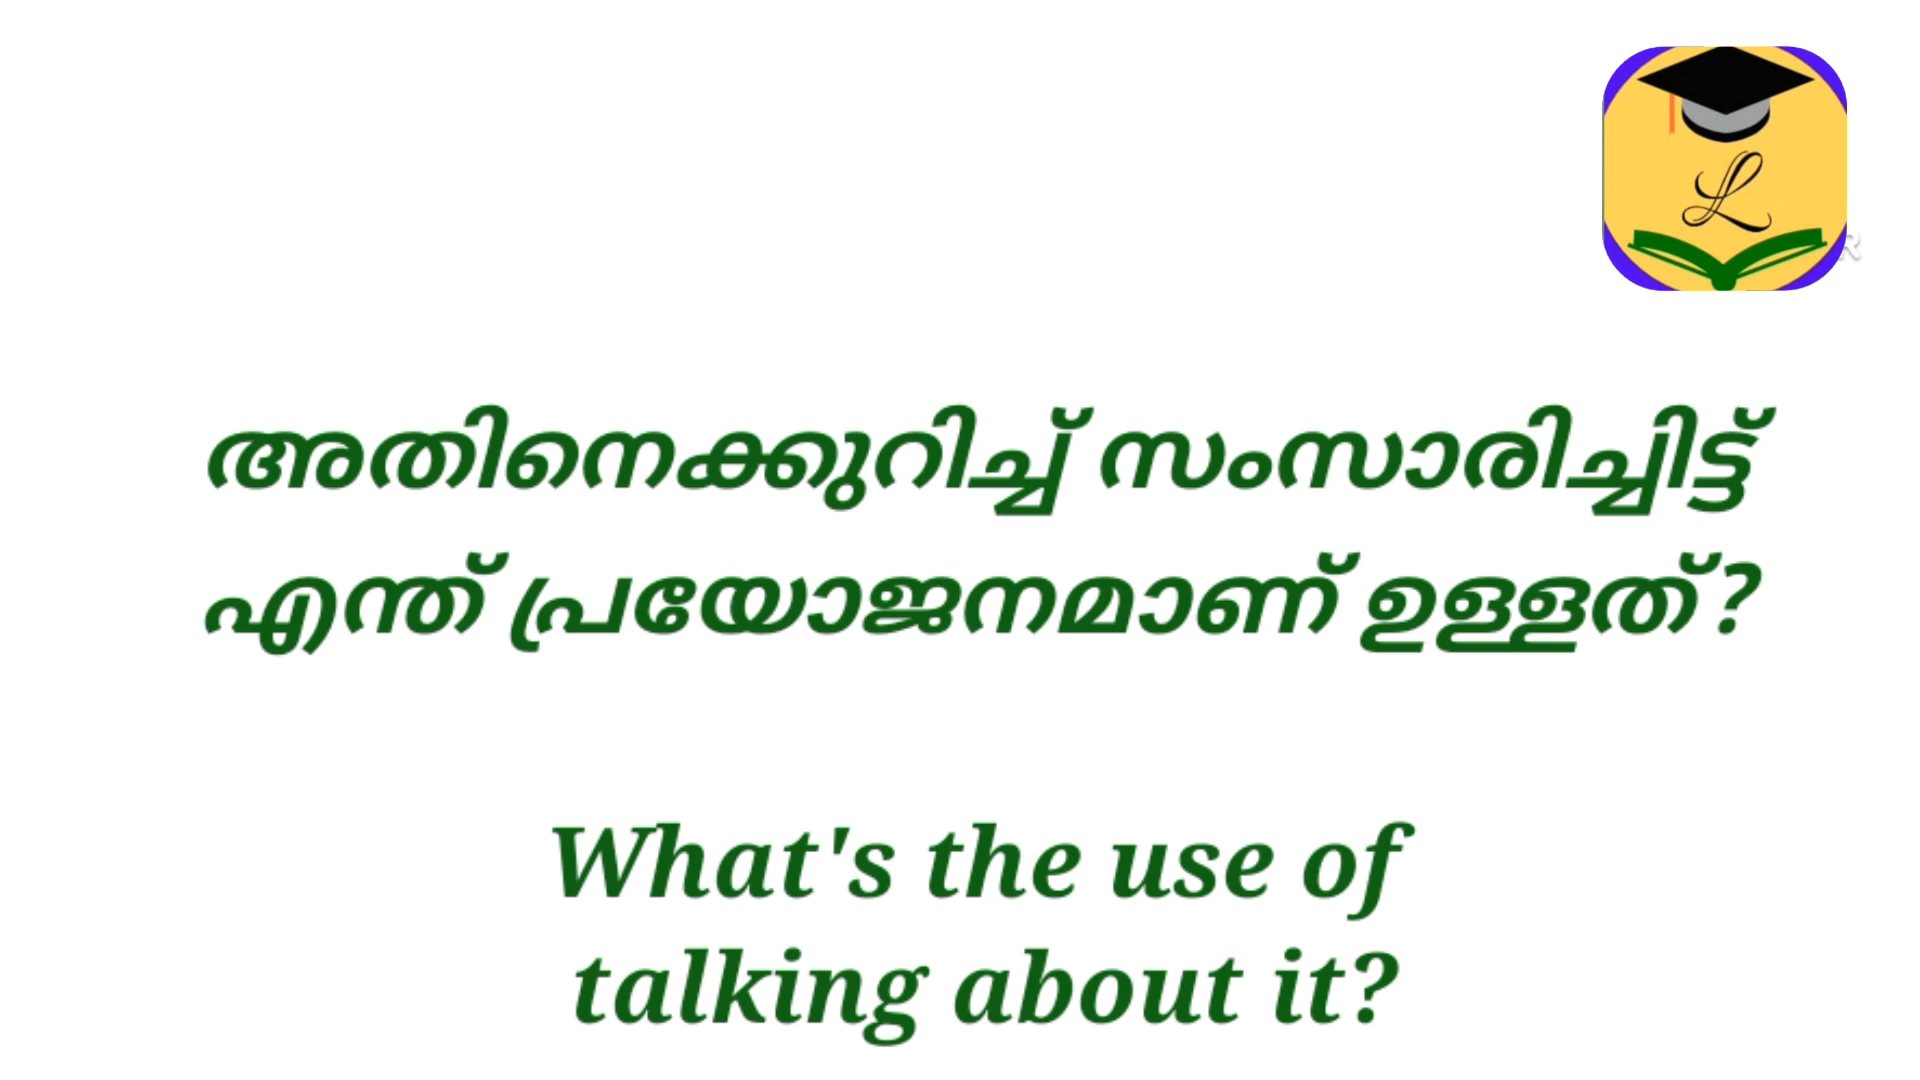 L
അതിനെക്കുറിച്ച് സംസാരിച്ചിട്ട്
എന്ത് പ്രയോജനമാണ് ഉള്ളത്?
What's the use of
talking about it?